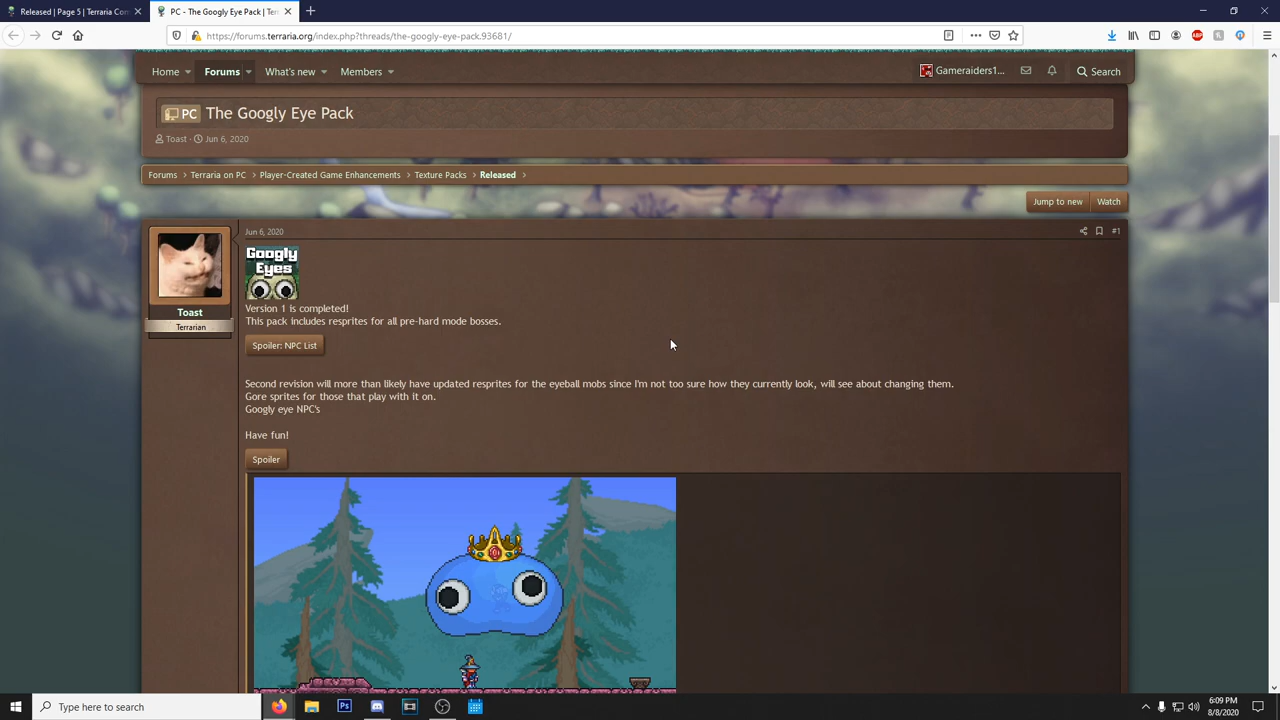 Released | Page 5 | Terraria Com
PC - The Googly Eye Pack | Terr
https://forums.terraria.org/index.php?threads/the-googly-eye-pack.93681/
ABP
Home
Forums
What's new
Members
Gameraiders1...
Search
PC The Googly Eye Pack
Toast · Jun 6, 2020
Forums > Terraria on PC > Player-Created Game Enhancements > Texture Packs > Released >
Jump to new
Watch
Jun 6, 2020
#1
Googly
Eyes
Toast
Terrarian
Version 1 is completed!
This pack includes resprites for all pre-hard mode bosses.
Spoiler: NPC List
Second revision will more than likely have updated resprites for the eyeball mobs since I'm not too sure how they currently look, will see about changing them.
Gore sprites for those that play with it on.
Googly eye NPC's
Have fun!
Spoiler
Type here to search
Ps
6:09 PM
8/8/2020